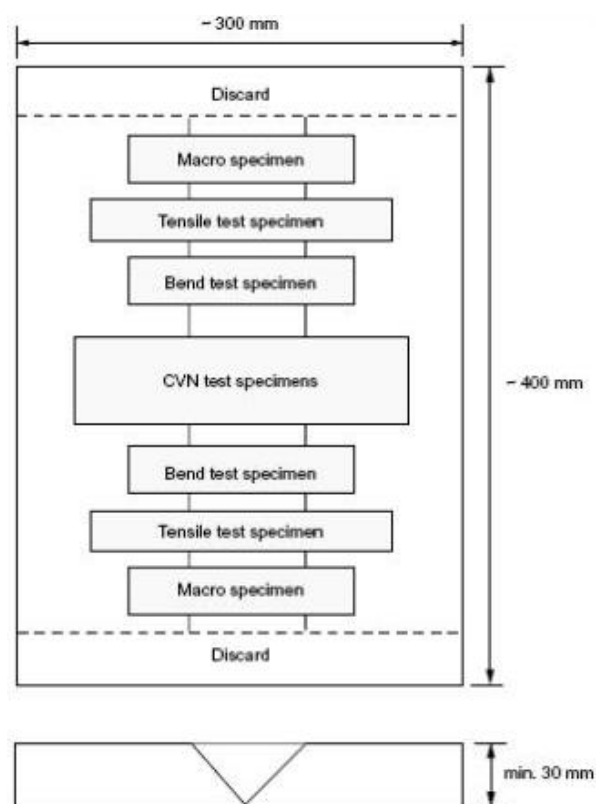 ~ 300 mm
Discard
Macro specimen
Tensile test specimen
Bend test specimen
CVN test specimens
~ 400 mm
Bend test specimen
Tensile test specimen
Macro specimen
Discard
min. 30 mm